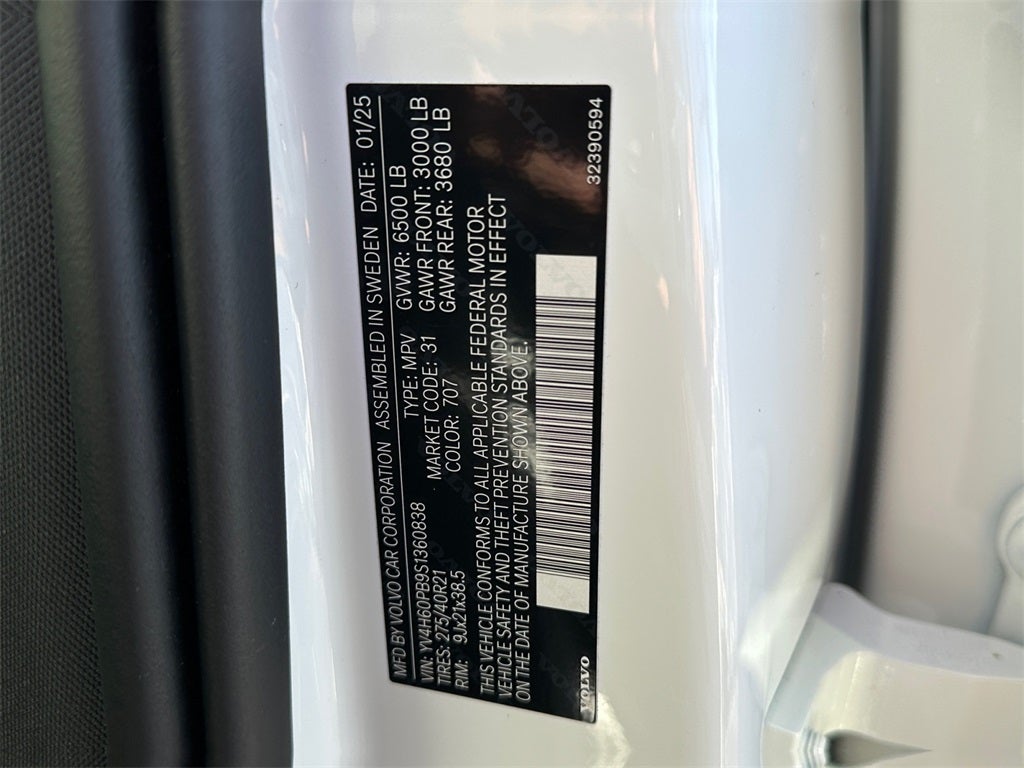 MFD BY VOLVO CAR CORPORATION ASSEMBLED IN SWEDEN DATE: 01/25
VIN: YV4H60PB9S1360838 TYPE: MPV GVWR: 6500 LB
TIRES: 27540R21 MARKET CODE: 31 GAWR FRONT: 3000 LB
RIM: 9Jx21x38.5 COLOR: 707 GAWR REAR: 3680 LB
THIS VEHICLE CONFORMS TO ALL APPLICABLE FEDERAL MOTOR
VEHICLE SAFETY AND THEFT PREVENTION STANDARDS IN EFFECT
ON THE DATE OF MANUFACTURE SHOWN ABOVE.
VOLVO 32390594